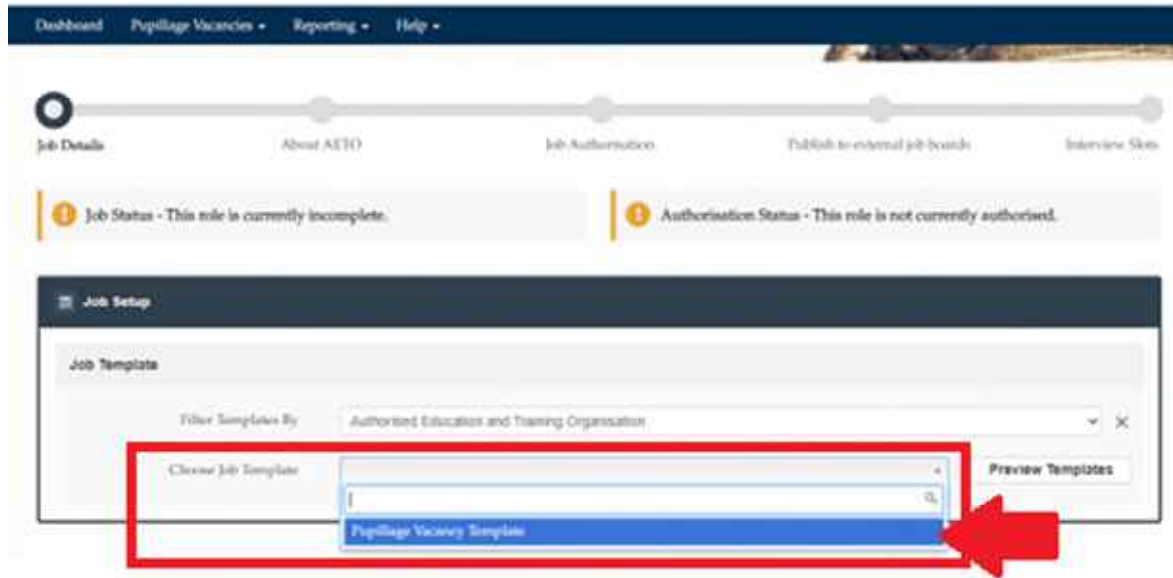 Dashboard Pupillage Vacancies Reporting Help
Job Details About AETO Job Authorisation Publish to external job boards Interview Slots
Job Status - This role is currently incomplete. Authorisation Status - This role is not currently authorised.
Job Setup
Job Template
Filter Templates By Authorised Education and Training Organisation
Choose Job Template Preview Templates
Pupillage Vacancy Template